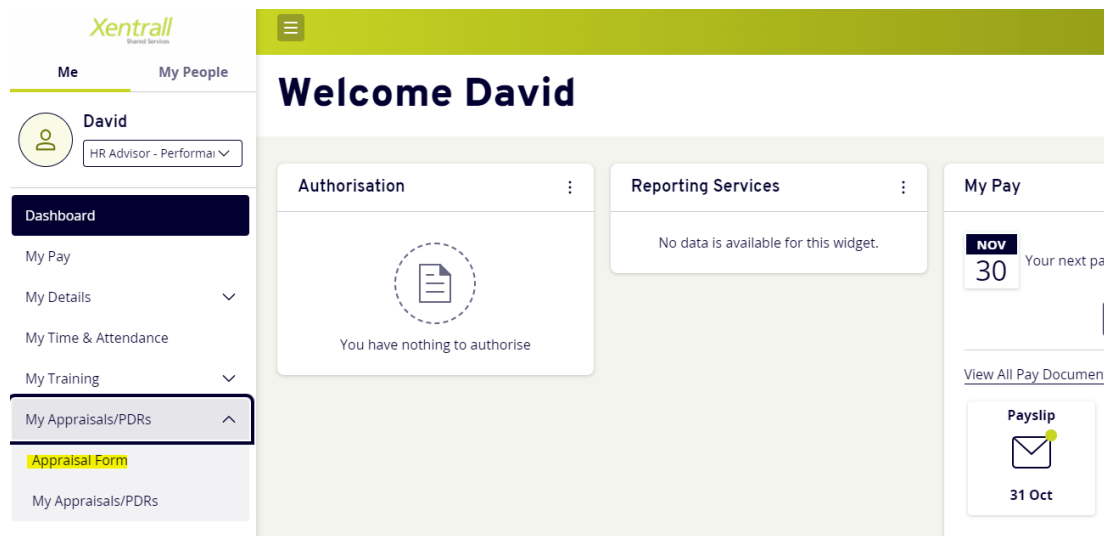 Xentrall
Shared Services
Me
My People
David
HR Advisor - Performai
Dashboard
My Pay
My Details
My Time & Attendance
My Training
My Appraisals/PDRs
Appraisal Form
My Appraisals/PDRs
Welcome David
Authorisation
You have nothing to authorise
Reporting Services
No data is available for this widget.
My Pay
NOV
30
Your next pa
View All Pay Documen
Payslip
31 Oct